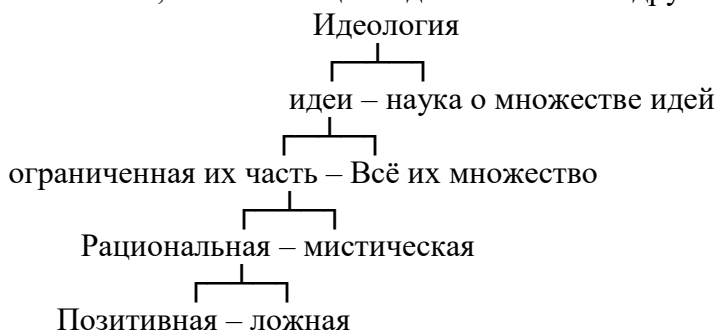 Идеология
идеи – наука о множестве идей
ограниченная их часть – Всё их множество
Рациональная – мистическая
Позитивная – ложная